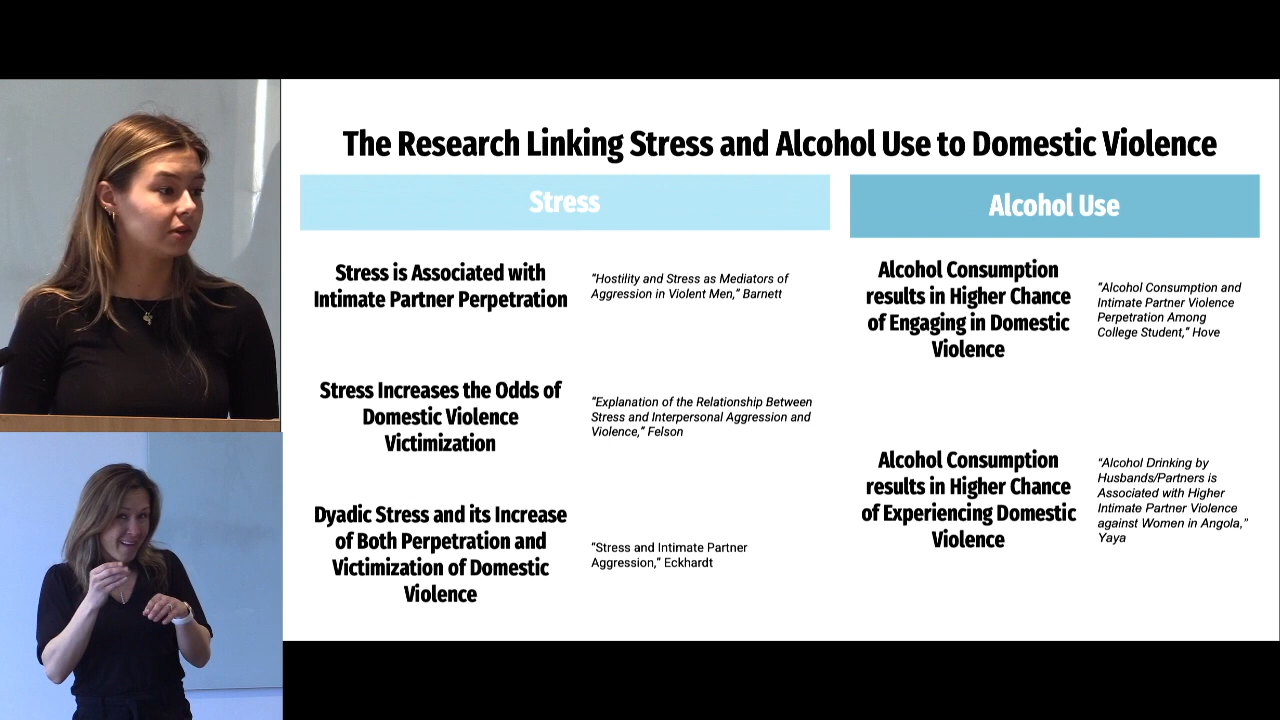 The Research Linking Stress and Alcohol Use to Domestic Violence
Stress
Stress is Associated with
Intimate Partner Perpetration
“Hostility and Stress as Mediators of
Aggression in Violent Men,” Barnett
Stress Increases the Odds of
Domestic Violence
Victimization
“Explanation of the Relationship Between
Stress and Interpersonal Aggression and
Violence,” Felson
Dyadic Stress and its Increase
of Both Perpetration and
Victimization of Domestic
Violence
“Stress and Intimate Partner
Aggression,” Eckhardt
Alcohol Use
Alcohol Consumption
results in Higher Chance
of Engaging in Domestic
Violence
“Alcohol Consumption and
Intimate Partner Violence
Perpetration Among
College Student,” Hove
Alcohol Consumption
results in Higher Chance
of Experiencing Domestic
Violence
“Alcohol Drinking by
Husbands/Partners is
Associated with Higher
Intimate Partner Violence
against Women in Angola,”
Yaya